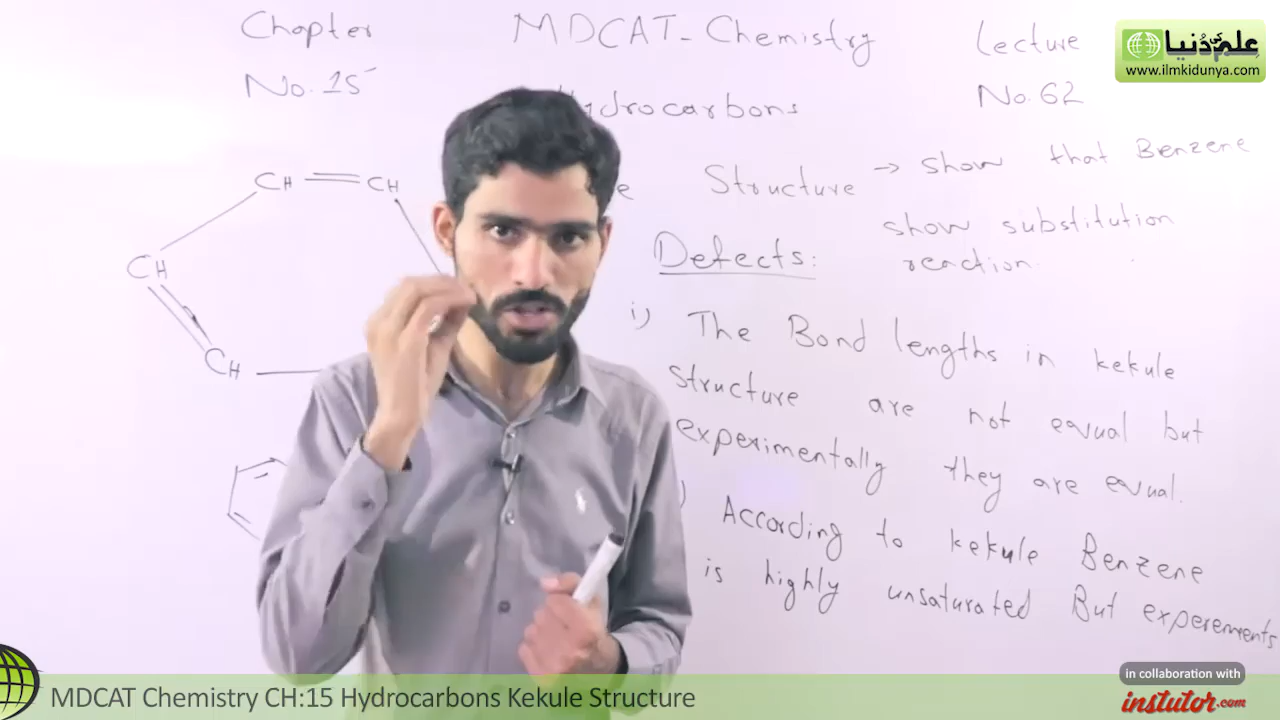 Chapter
No. 15
MDCAT-Chemistry
Lecture
No. 62
علم کی دنیا
www.ilmkidunya.com
Hydrocarbons
Structure → show that Benzene
show substitution
reaction.
Defects:
i) The Bond lengths in kekule
structure are not equal but
experimentally they are equal.
According to kekule Benzene
is highly unsaturated But experements
CH CH
CH
CH
in collaboration with
instutor.com
MDCAT Chemistry CH:15 Hydrocarbons Kekule Structure